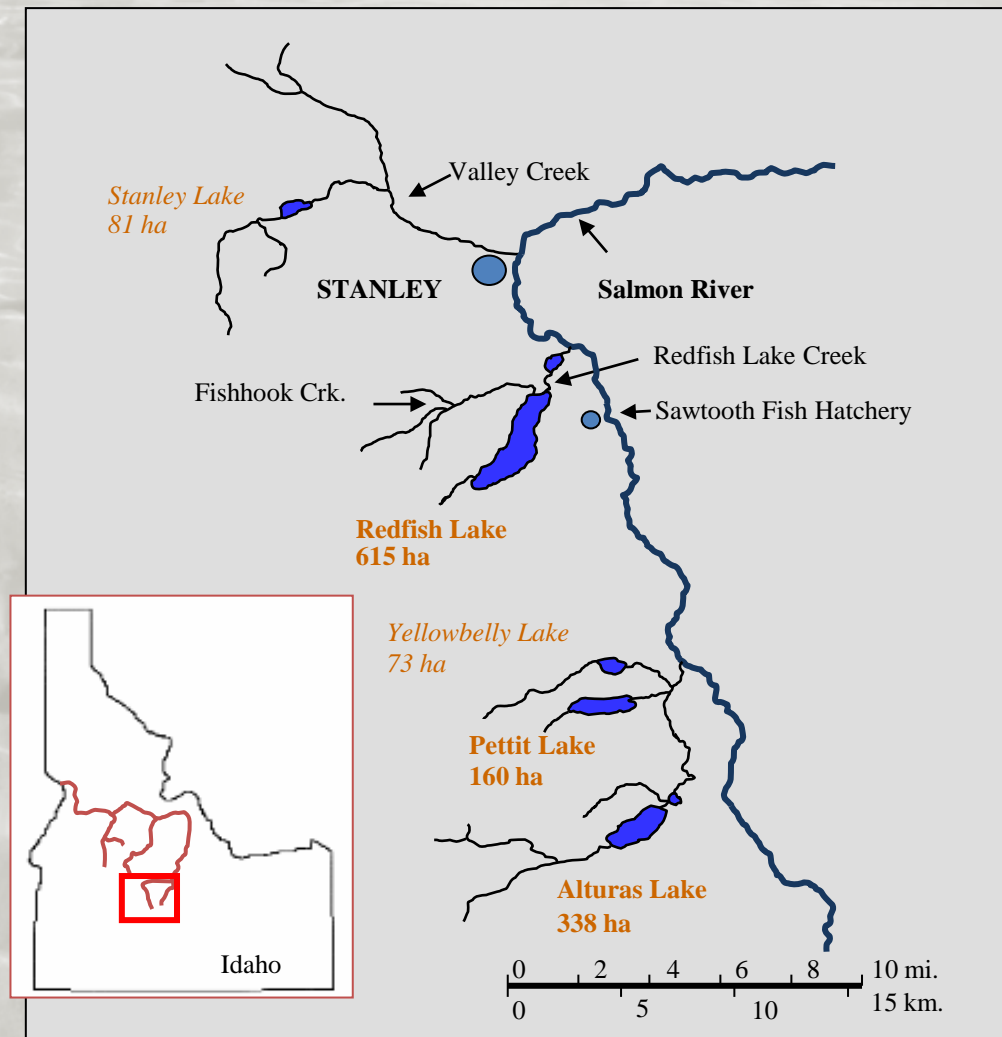 Valley Creek
Stanley Lake
81 ha
STANLEY
Salmon River
Redfish Lake Creek
Fishhook Crk.
Sawtooth Fish Hatchery
Redfish Lake
615 ha
Yellowbelly Lake
73 ha
Pettit Lake
160 ha
Alturas Lake
338 ha
Idaho
0 2 4 6 8 10 mi.
0 5 10 15 km.